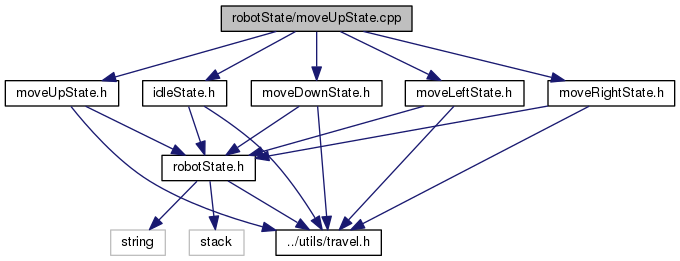 robotState/moveUpState.cpp
moveUpState.h
idleState.h
moveDownState.h
moveLeftState.h
moveRightState.h
robotState.h
string
stack
../utils/travel.h